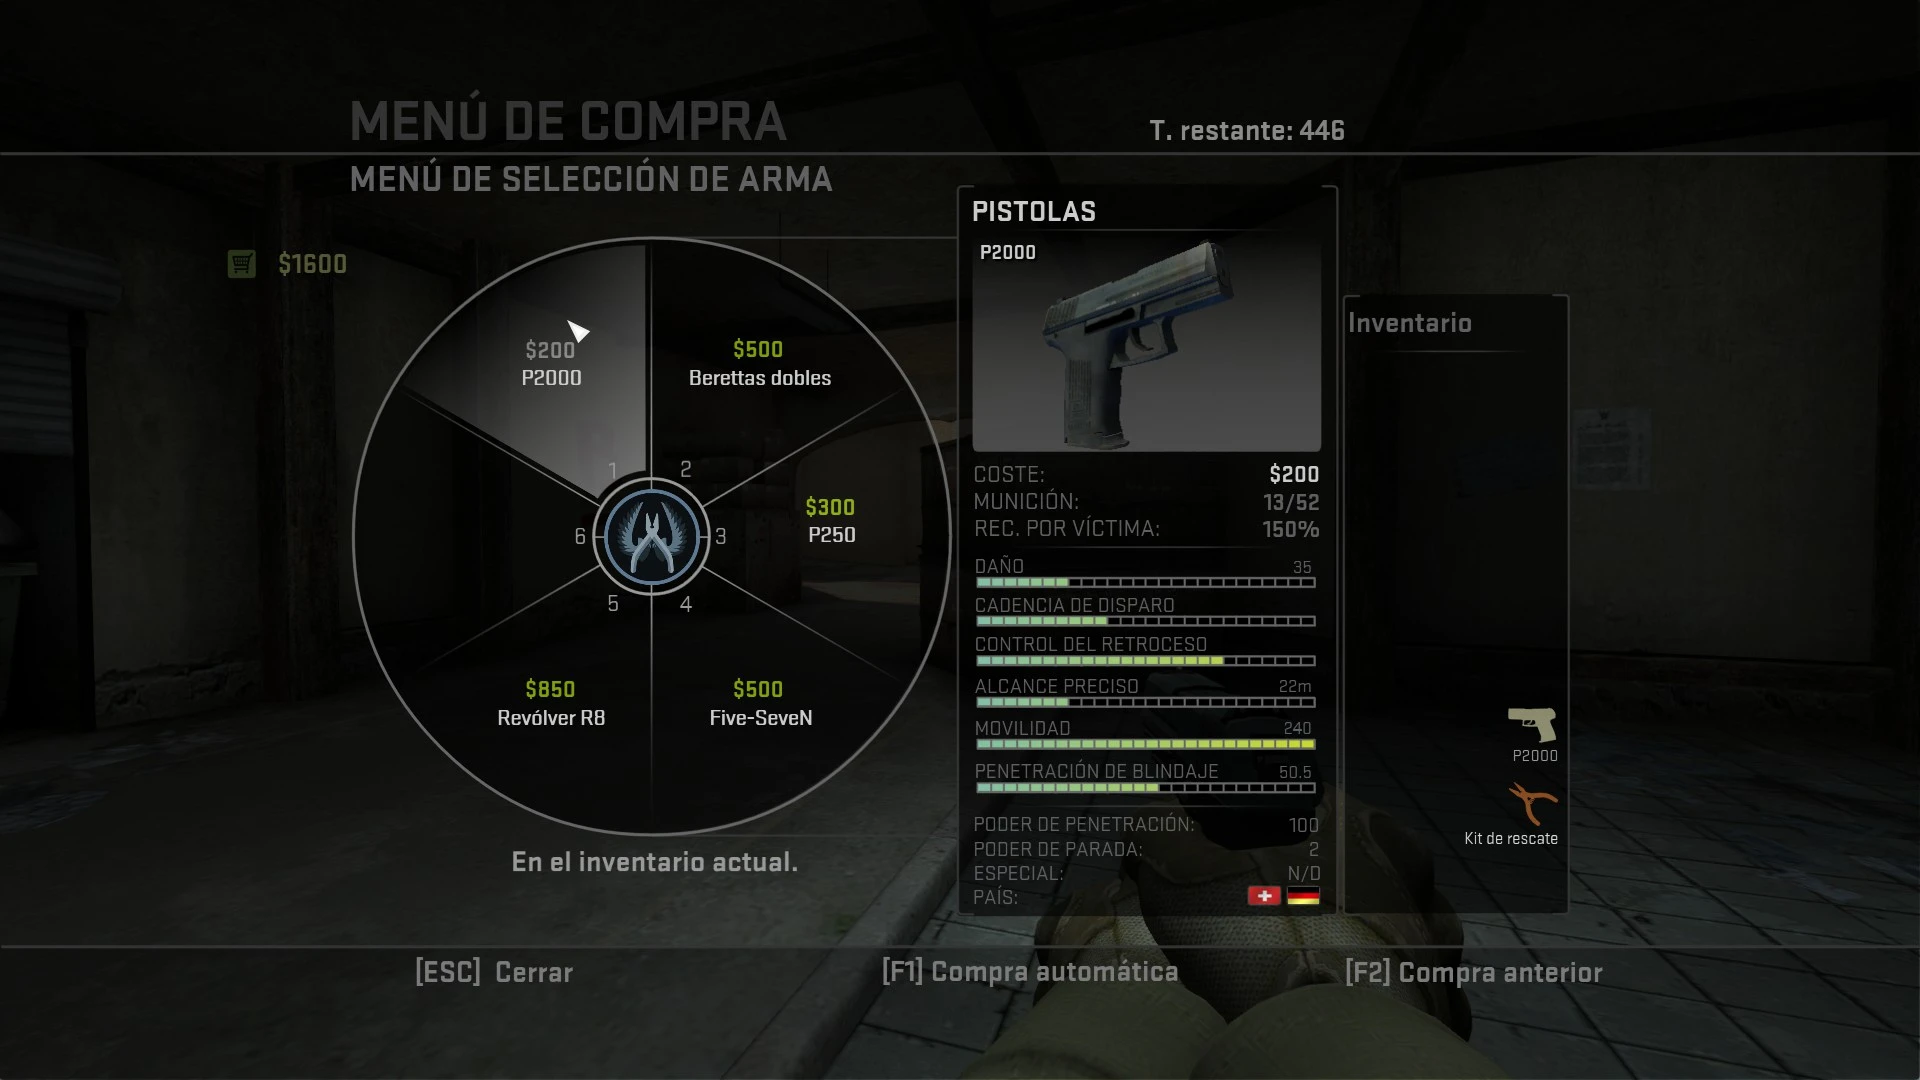 MENÚ DE COMPRA
T. restante: 446
MENÚ DE SELECCIÓN DE ARMA
$1600
$200
P2000
$500
Berettas dobles
$300
P250
$500
Five-SeveN
$850
Revólver R8
1
2
3
4
5
6
En el inventario actual.
PISTOLAS
P2000
COSTE: $200
MUNICIÓN: 13/52
REC. POR VÍCTIMA: 150%
DAÑO 35
CADENCIA DE DISPARO
CONTROL DEL RETROCESO
ALCANCE PRECISO 22m
MOVILIDAD 240
PENETRACIÓN DE BLINDAJE 50.5
PODER DE PENETRACIÓN: 100
PODER DE PARADA: 2
ESPECIAL: N/D
PAÍS:
Inventario
P2000
Kit de rescate
[ESC] Cerrar
[F1] Compra automática
[F2] Compra anterior